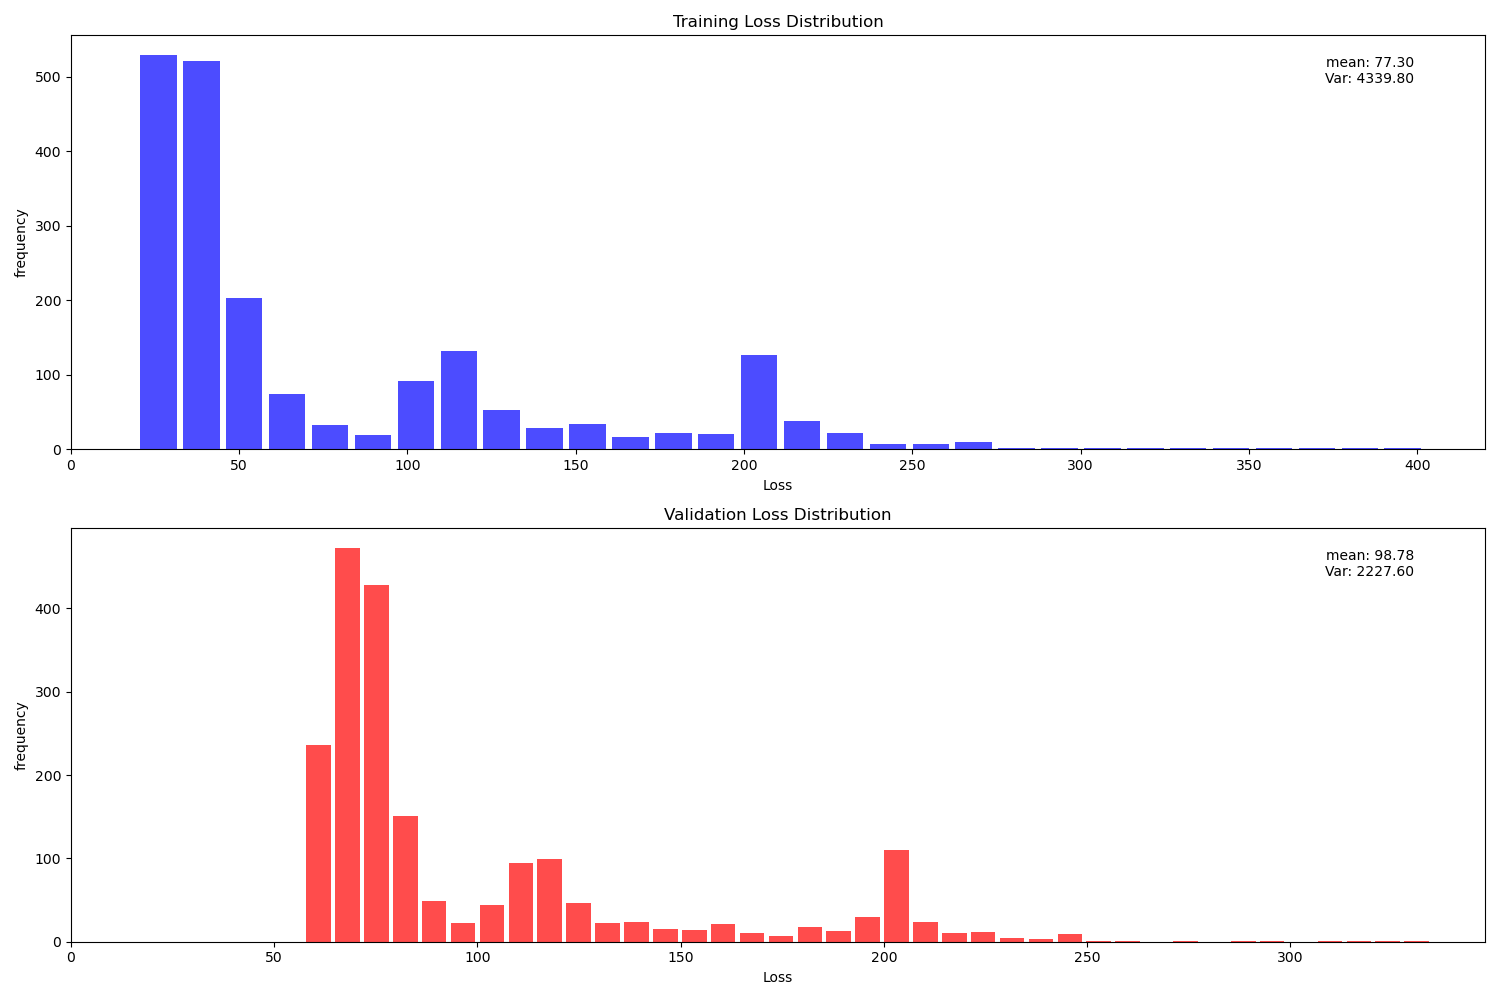 Training Loss Distribution
mean: 77.30
Var: 4339.80
frequency
500
400
300
200
100
0
0 50 100 150 200 250 300 350 400
Loss
Validation Loss Distribution
mean: 98.78
Var: 2227.60
frequency
400
300
200
100
0
0 50 100 150 200 250 300
Loss